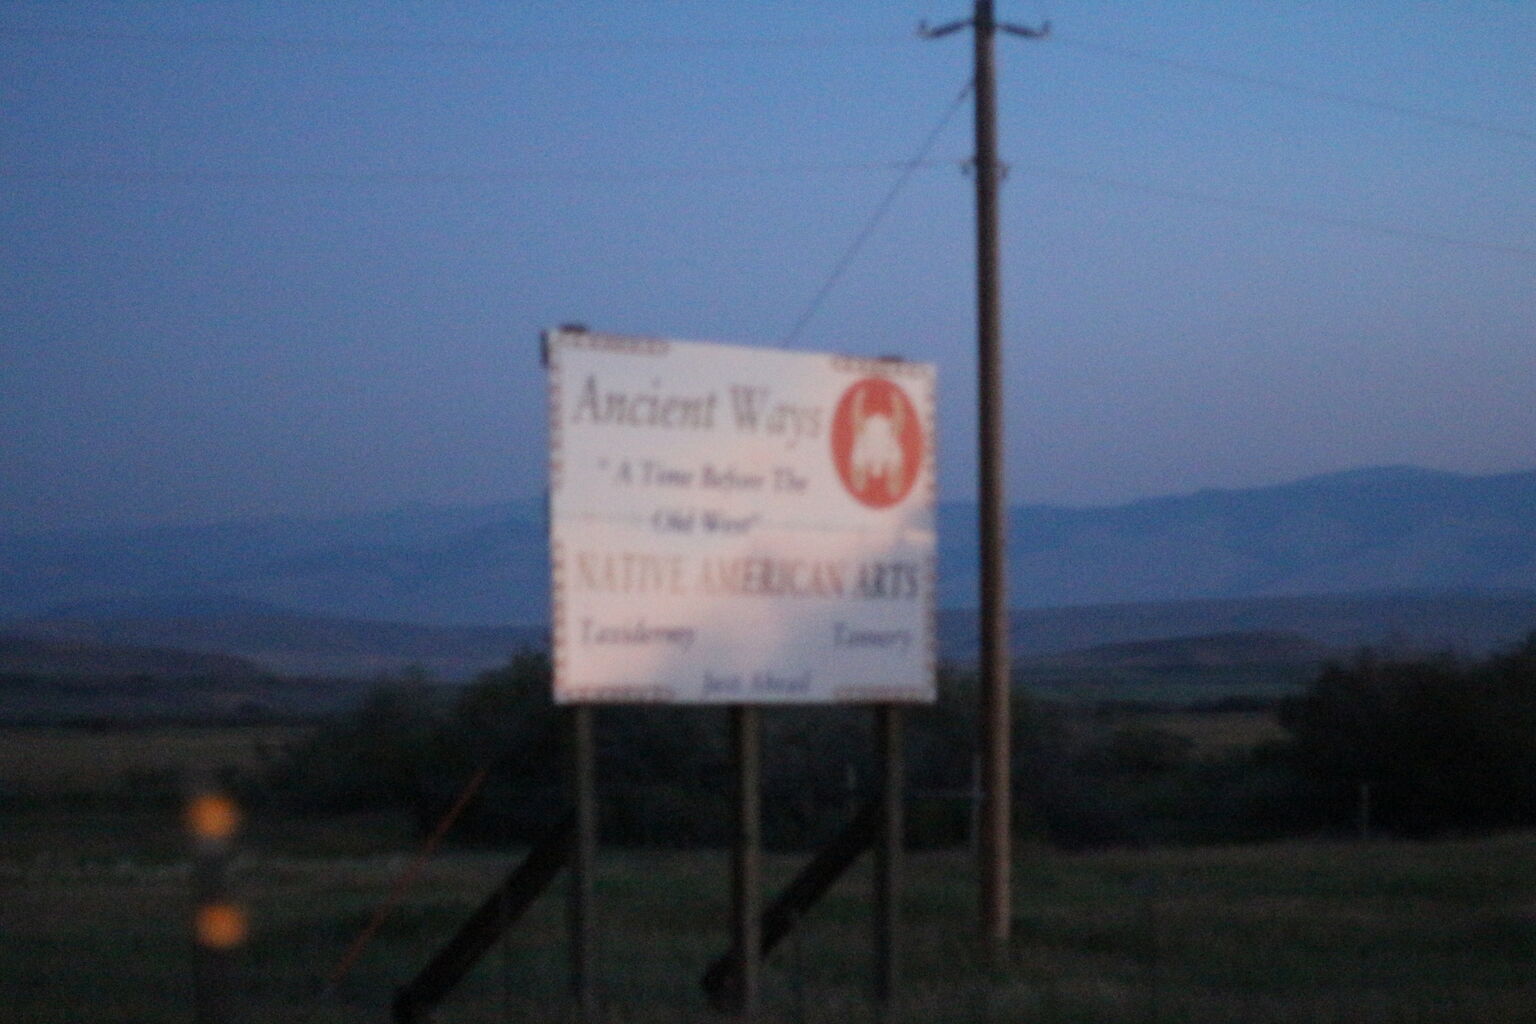 Ancient Ways
"A Time Before The
Old West"
NATIVE AMERICAN ARTS
Taxidermy Tannery
Just Ahead